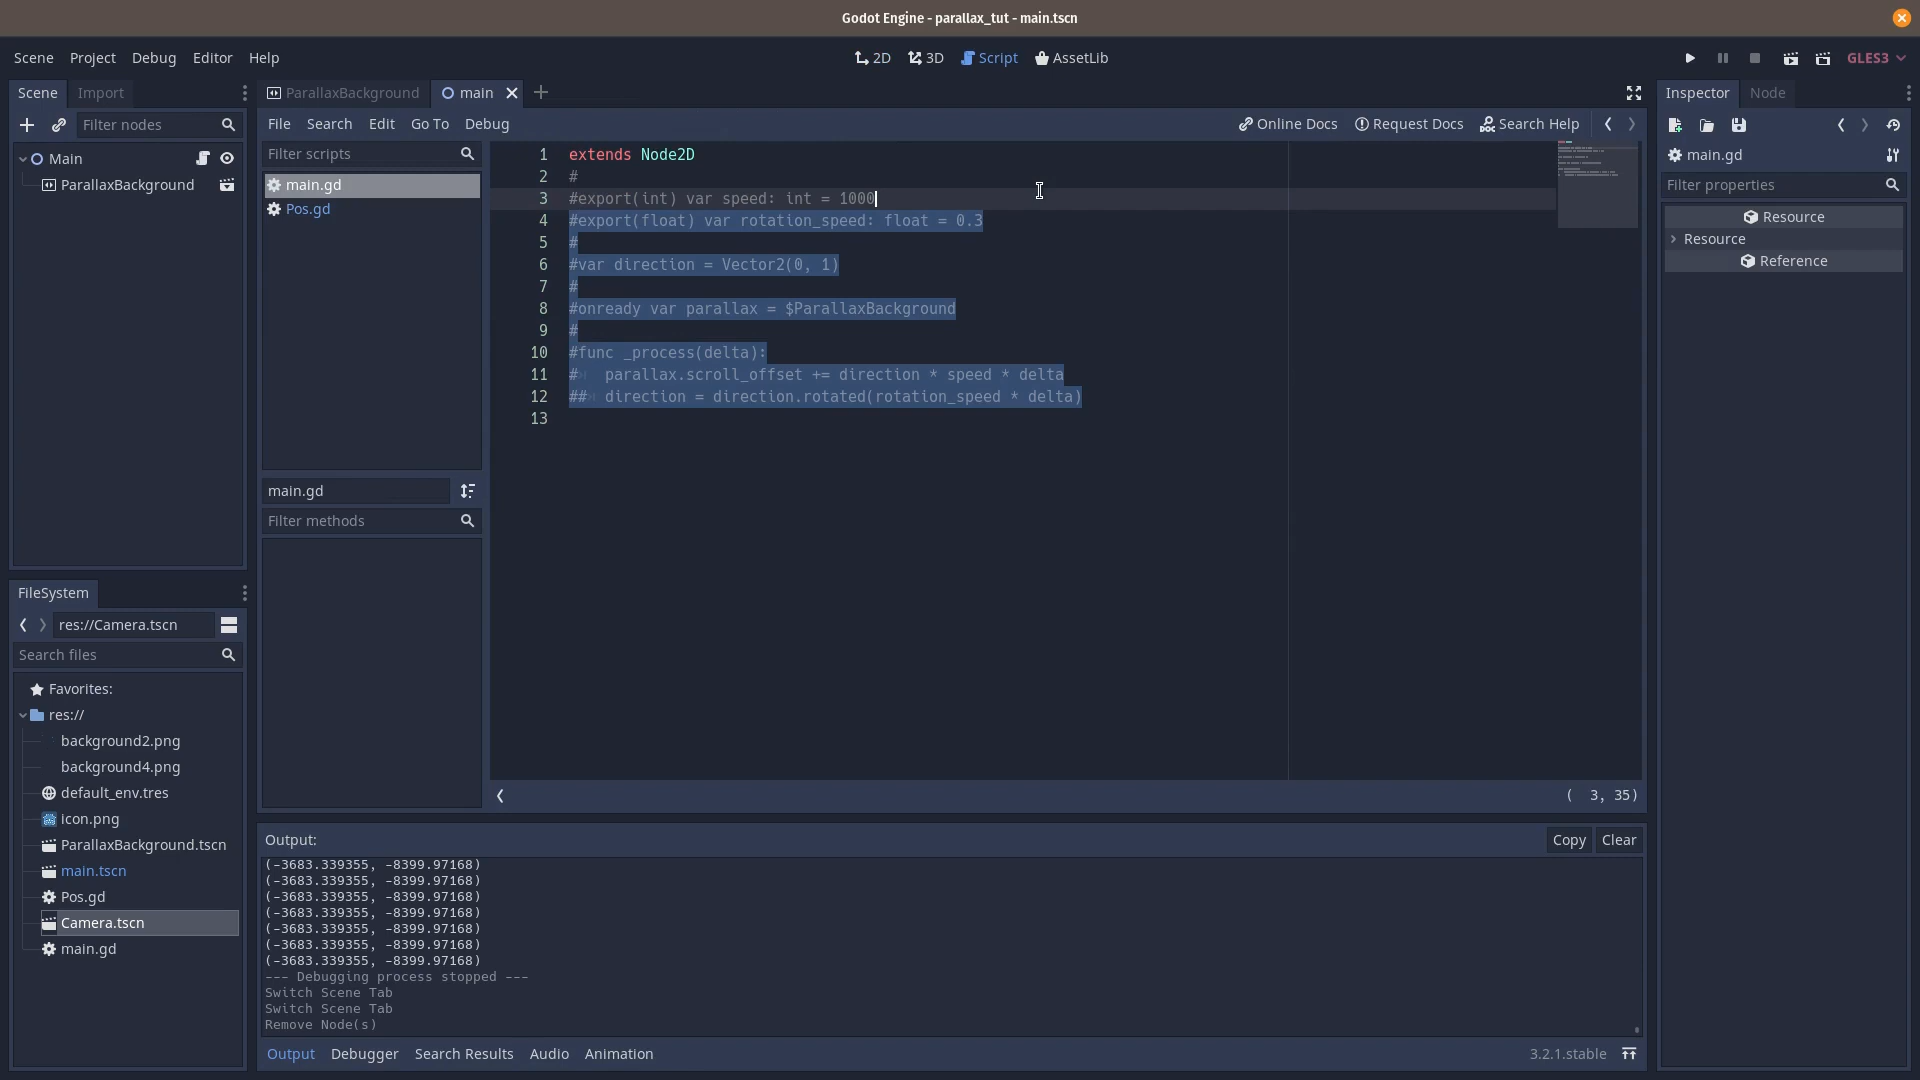 Godot Engine - parallax_tut - main.tscn
Scene Project Debug Editor Help
2D 3D Script AssetLib
GLES3
Scene Import
Filter nodes
Main
ParallaxBackground
ParallaxBackground main
File Search Edit Go To Debug
Online Docs Request Docs Search Help
Filter scripts
main.gd
Pos.gd
main.gd
Filter methods
1 extends Node2D
2 #
3 #export(int) var speed: int = 1000
4 #export(float) var rotation_speed: float = 0.3
5 #
6 #var direction = Vector2(0, 1)
7 #
8 #onready var parallax = $ParallaxBackground
9 #
10 #func _process(delta):
11 # parallax.scroll_offset += direction * speed * delta
12 ## direction = direction.rotated(rotation_speed * delta)
13
( 3, 35)
FileSystem
res://Camera.tscn
Search files
Favorites:
res://
background2.png
background4.png
default_env.tres
icon.png
ParallaxBackground.tscn
main.tscn
Pos.gd
Camera.tscn
main.gd
Output:
Copy Clear
(-3683.339355, -8399.97168)
(-3683.339355, -8399.97168)
(-3683.339355, -8399.97168)
(-3683.339355, -8399.97168)
(-3683.339355, -8399.97168)
(-3683.339355, -8399.97168)
(-3683.339355, -8399.97168)
--- Debugging process stopped ---
Switch Scene Tab
Switch Scene Tab
Remove Node(s)
Output Debugger Search Results Audio Animation
3.2.1.stable
Inspector Node
main.gd
Filter properties
Resource
Resource
Reference